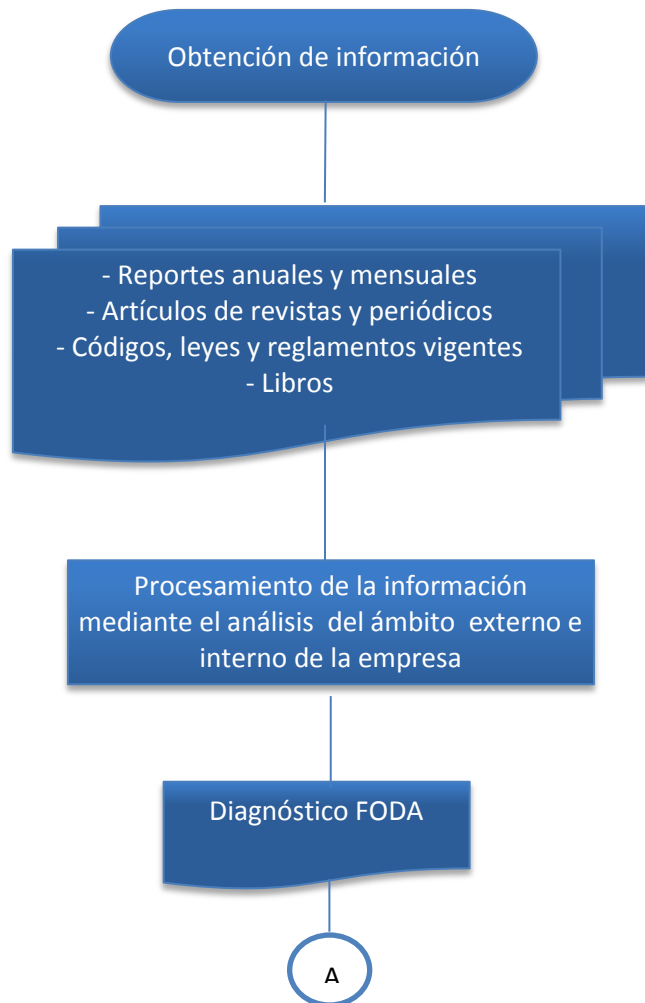 Obtención de información
- Reportes anuales y mensuales
- Artículos de revistas y periódicos
- Códigos, leyes y reglamentos vigentes
- Libros
Procesamiento de la información
mediante el análisis del ámbito externo e
interno de la empresa
Diagnóstico FODA
A